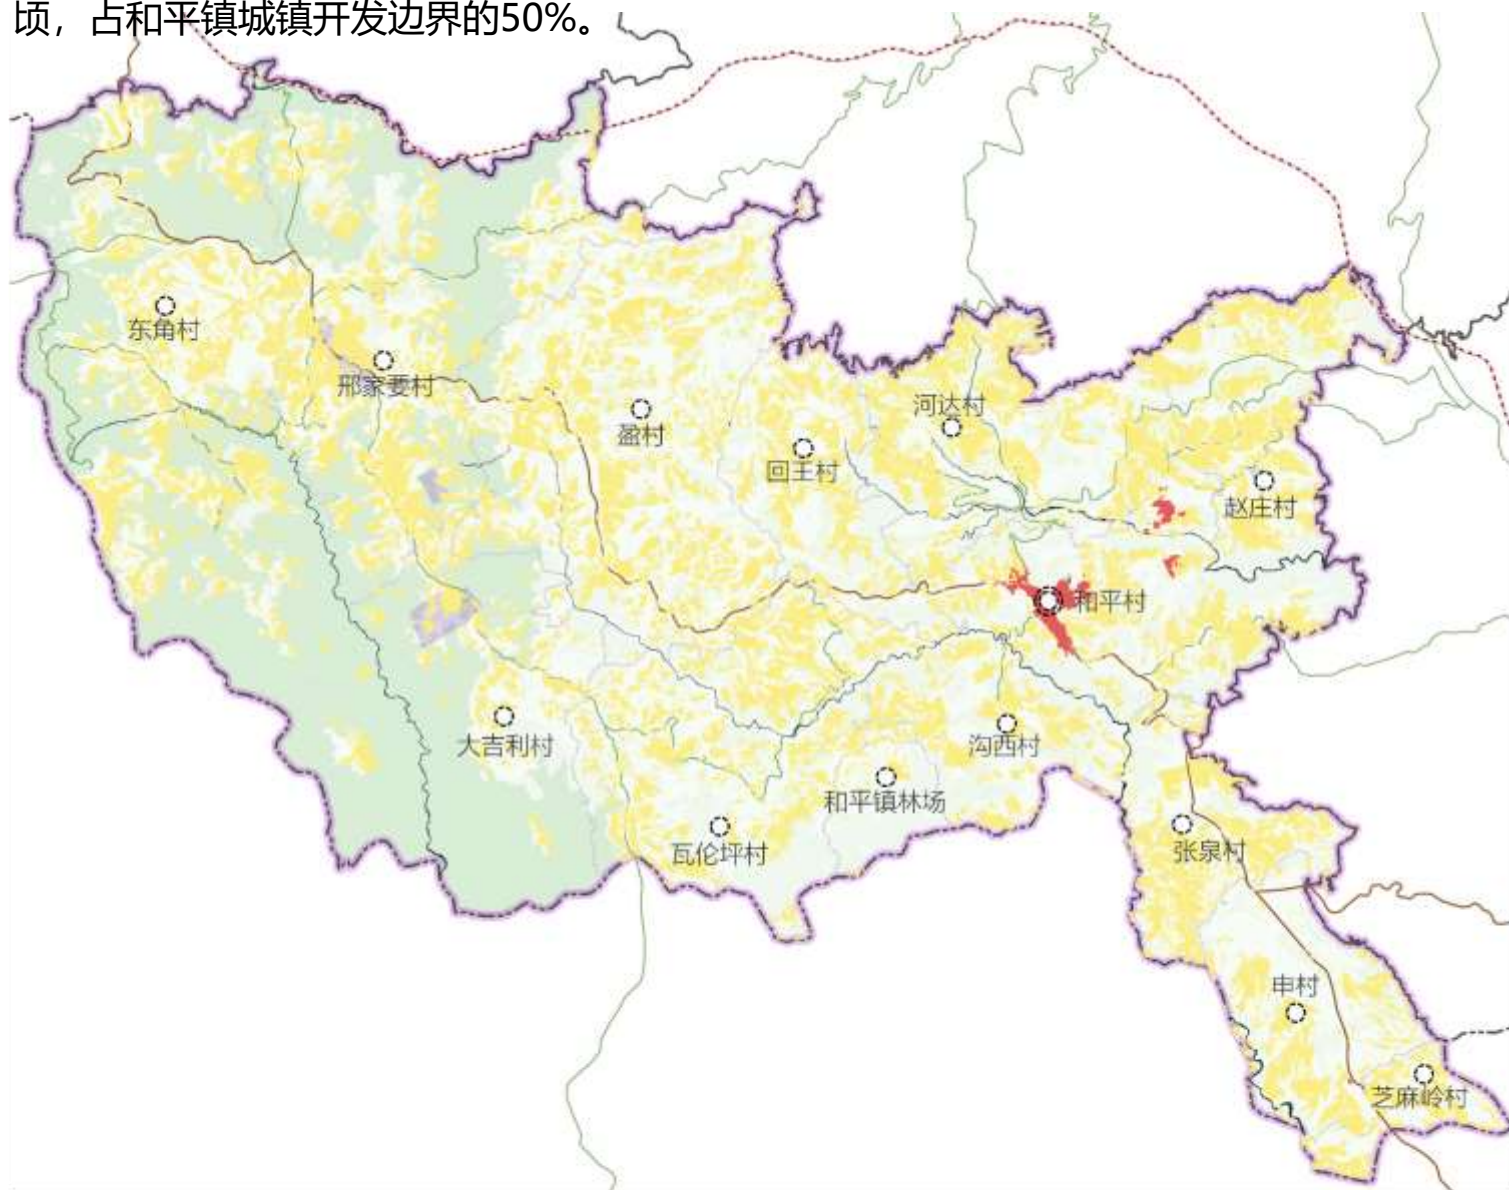 顷，占和平镇城镇开发边界的50%。
东角村
邢家要村
盈村
河达村
回王村
赵庄村
和平村
大吉利村
沟西村
和平镇林场
瓦伦坪村
张泉村
申村
芝麻岭村